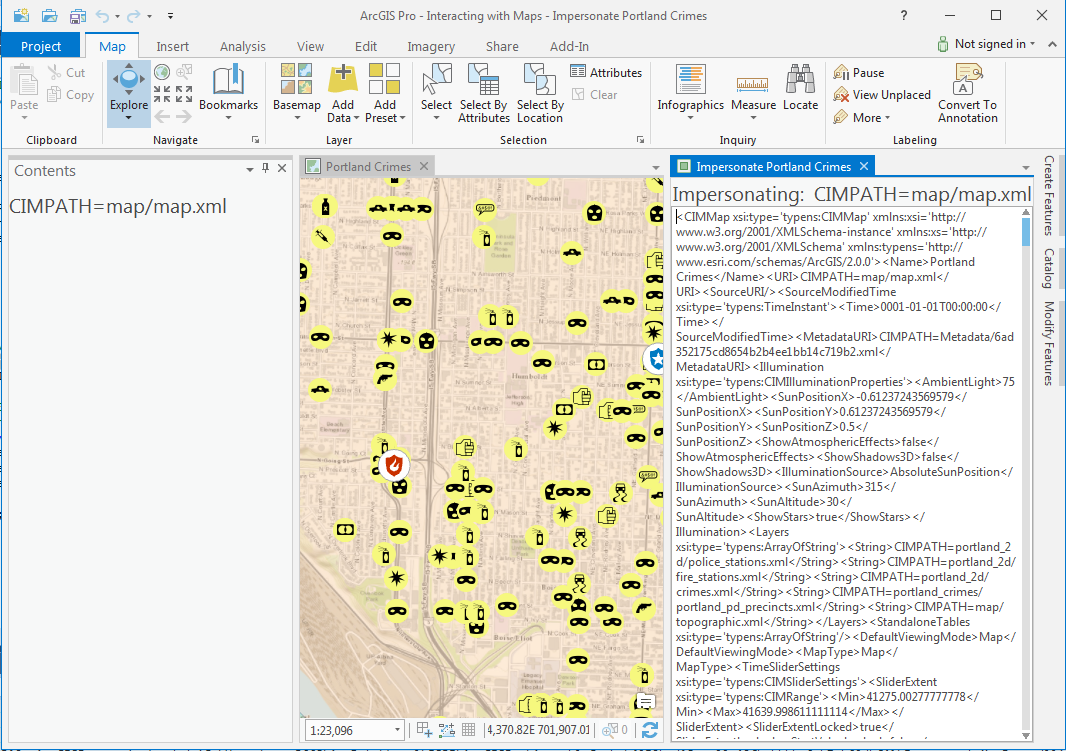 ArcGIS Pro - Interacting with Maps - Impersonate Portland Crimes
?
Project
Map
Insert
Analysis
View
Edit
Imagery
Share
Add-In
Not signed in
Paste
Cut
Copy
Clipboard
Explore
Bookmarks
Navigate
Basemap
Add
Data
Add
Preset
Layer
Select
Select By
Attributes
Select By
Location
Attributes
Clear
Selection
Infographics
Measure
Locate
Inquiry
Pause
View Unplaced
More
Convert To
Annotation
Labeling
Contents
CIMPATH=map/map.xml
Portland Crimes
Piedmont
Humboldt
Boise Eliot
1:23,096
4,370.82E 701,907.01
0
Impersonate Portland Crimes
Impersonating: CIMPATH=map/map.xml
<CIMMap xsi:type='typens:CIMMap' xmlns:xsi='http://
www.w3.org/2001/XMLSchema-instance' xmlns:xs='http://
www.w3.org/2001/XMLSchema' xmlns:typens='http://
www.esri.com/schemas/ArcGIS/2.0.0'><Name>Portland
Crimes</Name><URI>CIMPATH=map/map.xml</
URI><SourceURI/><SourceModifiedTime
xsi:type='typens:TimeInstant'><Time>0001-01-01T00:00:00</
Time></
SourceModifiedTime><MetadataURI>CIMPATH=Metadata/6ad
352175cd8654b2b4ee1bb14c719b2.xml</
MetadataURI><Illumination
xsi:type='typens:CIMIlluminationProperties'><AmbientLight>75
</AmbientLight><SunPositionX>-0.61237243569579</
SunPositionX><SunPositionY>0.61237243569579</
SunPositionY><SunPositionZ>0.5</
SunPositionZ><ShowAtmosphericEffects>false</
ShowAtmosphericEffects><ShowShadows3D>false</
ShowShadows3D><IlluminationSource>AbsoluteSunPosition</
IlluminationSource><SunAzimuth>315</
SunAzimuth><SunAltitude>30</
SunAltitude><ShowStars>true</ShowStars></
Illumination><Layers
xsi:type='typens:ArrayOfString'><String>CIMPATH=portland_2
d/police_stations.xml</String><String>CIMPATH=portland_2d/
fire_stations.xml</String><String>CIMPATH=portland_2d/
crimes.xml</String><String>CIMPATH=portland_crimes/
portland_pd_precincts.xml</String><String>CIMPATH=map/
topographic.xml</String></Layers><StandaloneTables
xsi:type='typens:ArrayOfString'/><DefaultViewingMode>Map</
DefaultViewingMode><MapType>Map</
MapType><TimeSliderSettings
xsi:type='typens:CIMSliderSettings'><SliderExtent
xsi:type='typens:CIMRange'><Min>41275.00277777778</
Min><Max>41639.998611111114</Max></
SliderExtent><SliderExtentLocked>true</
Create Features
Catalog
Modify Features